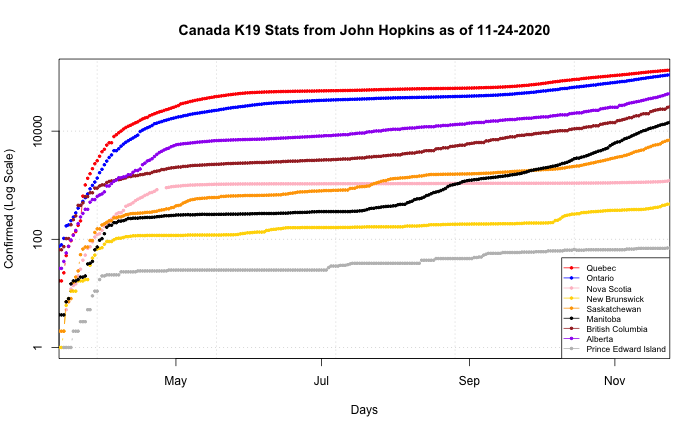 Canada K19 Stats from John Hopkins as of 11-24-2020
Confirmed (Log Scale)
10000
100
1
May
Jul
Sep
Nov
Days
Quebec
Ontario
Nova Scotia
New Brunswick
Saskatchewan
Manitoba
British Columbia
Alberta
Prince Edward Island